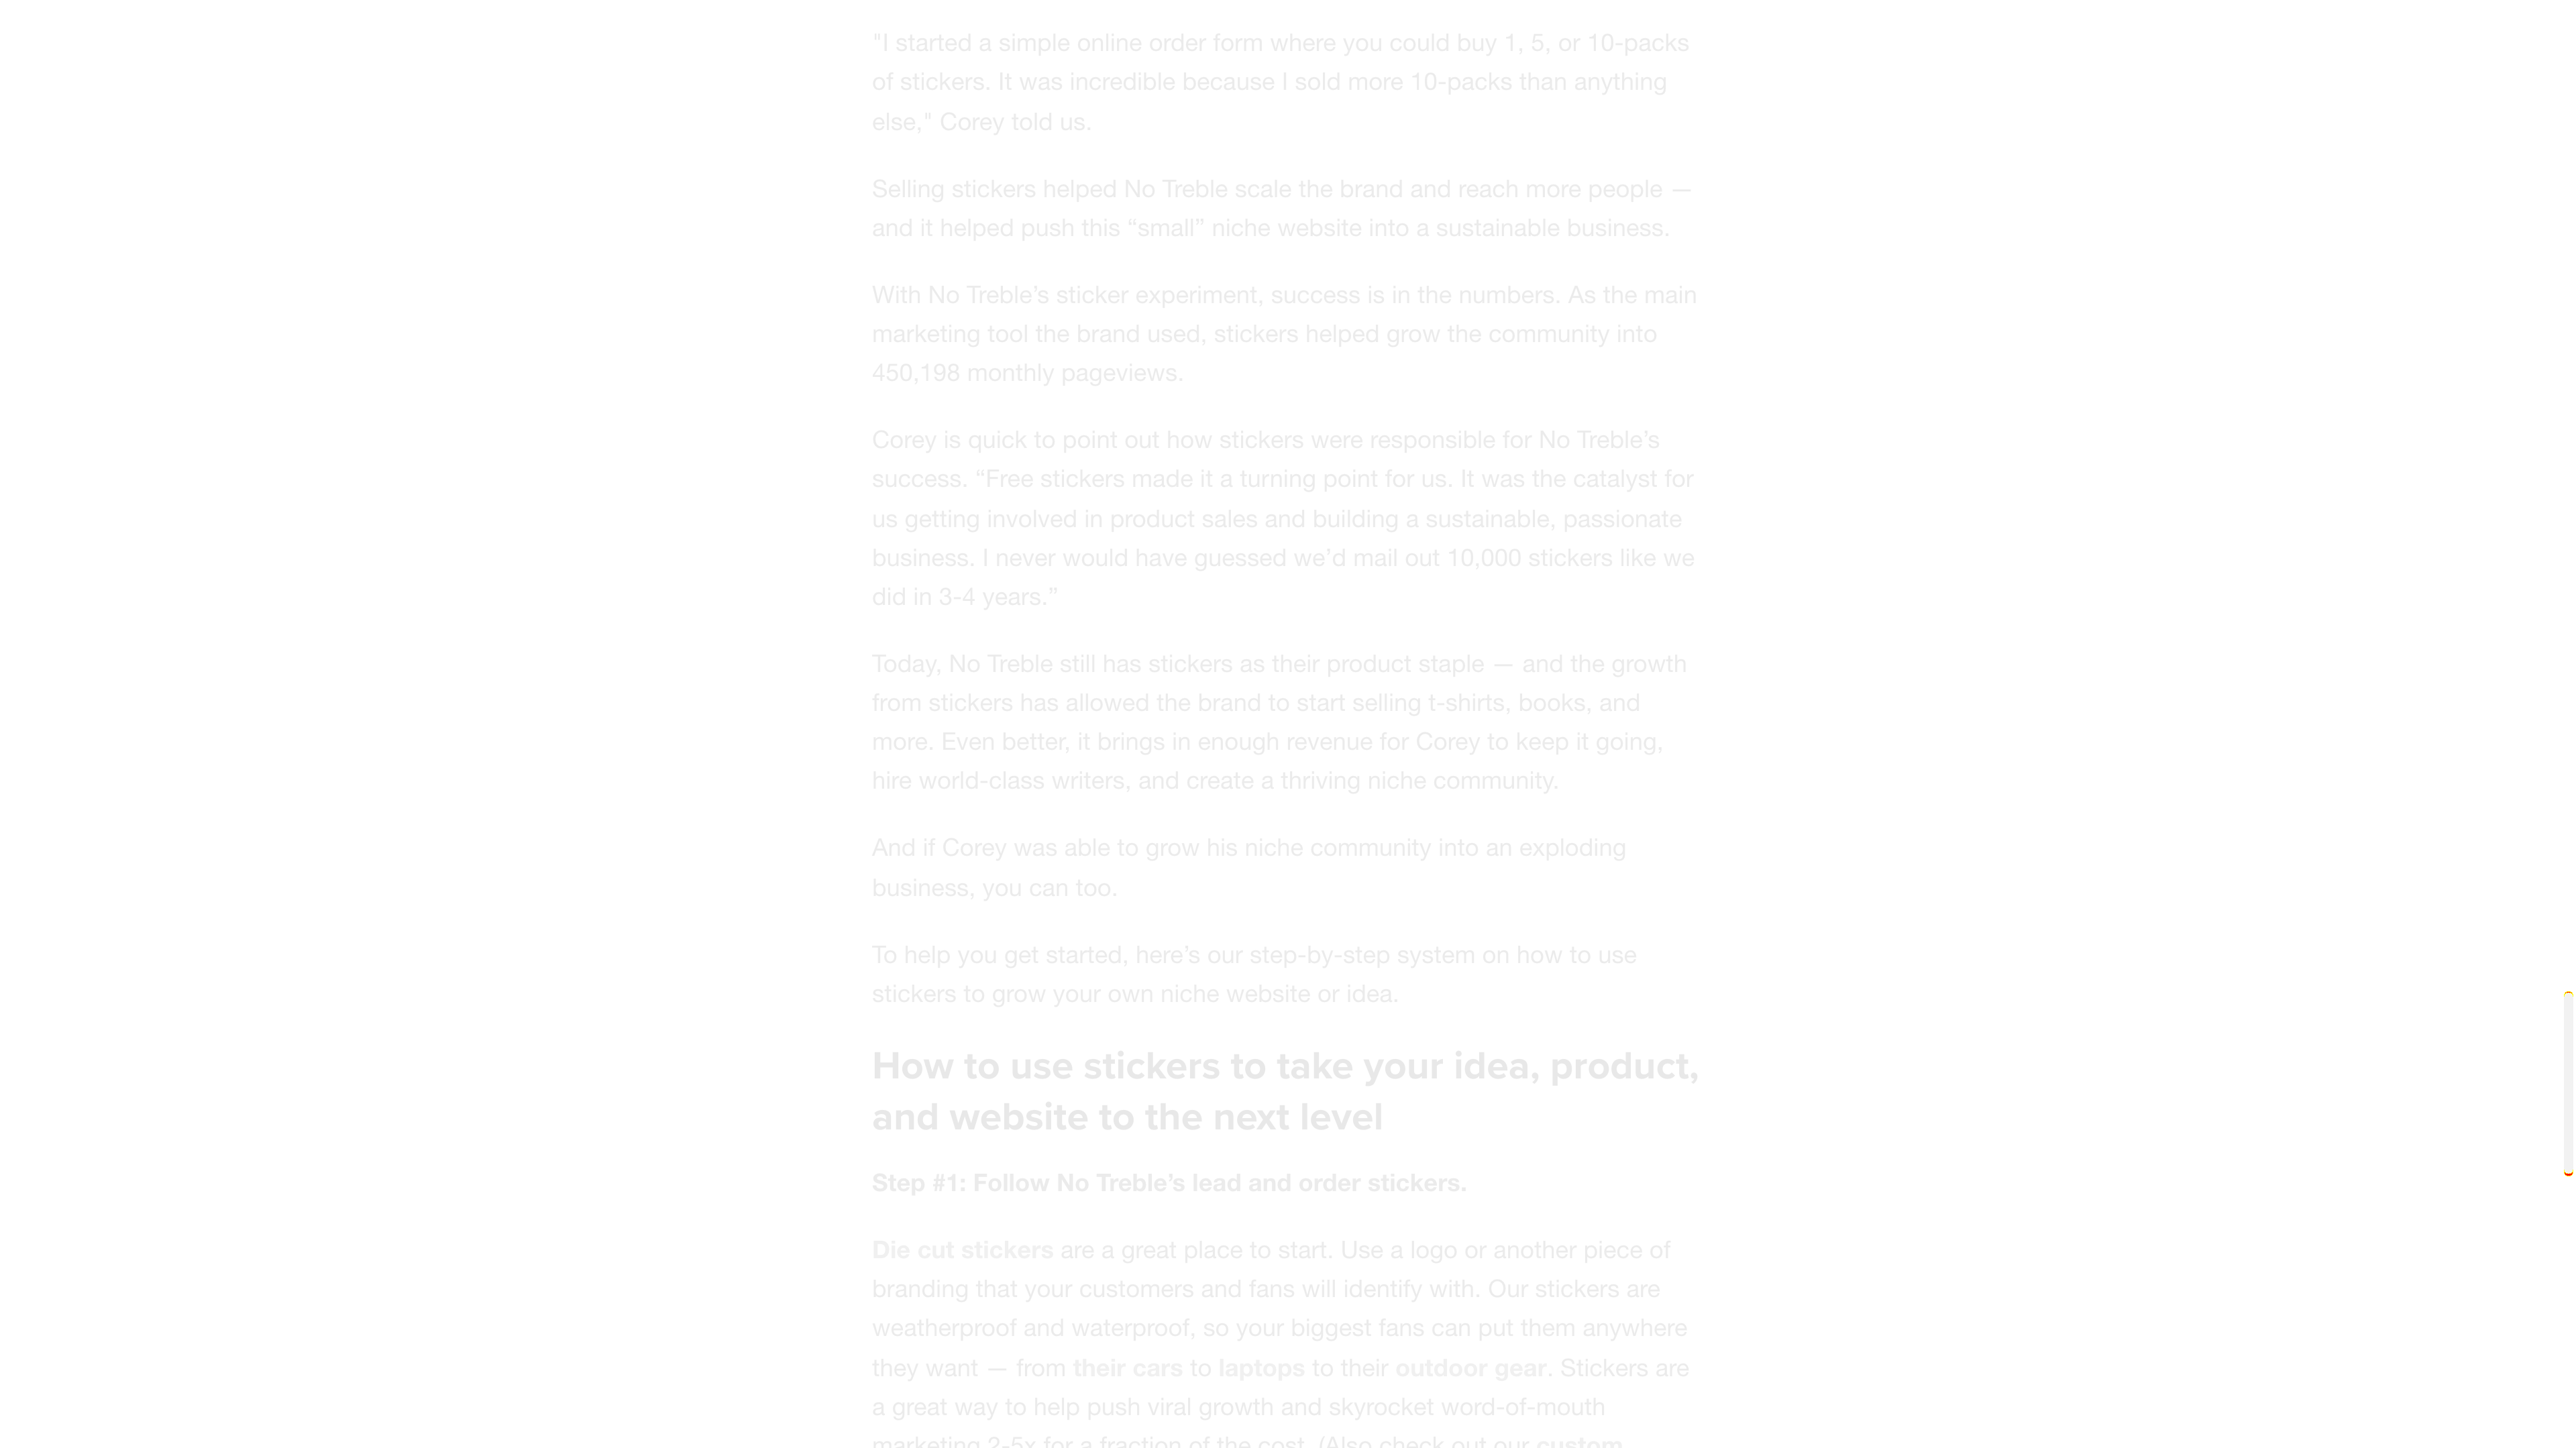 "I started a simple online order form where you could buy 1, 5, or 10-packs
of stickers. It was incredible because I sold more 10-packs than anything
else," Corey told us.
Selling stickers helped No Treble scale the brand and reach more people —
and it helped push this “small” niche website into a sustainable business.
With No Treble’s sticker experiment, success is in the numbers. As the main
marketing tool the brand used, stickers helped grow the community into
450,198 monthly pageviews.
Corey is quick to point out how stickers were responsible for No Treble’s
success. “Free stickers made it a turning point for us. It was the catalyst for
us getting involved in product sales and building a sustainable, passionate
business. I never would have guessed we’d mail out 10,000 stickers like we
did in 3-4 years.”
Today, No Treble still has stickers as their product staple — and the growth
from stickers has allowed the brand to start selling t-shirts, books, and
more. Even better, it brings in enough revenue for Corey to keep it going,
hire world-class writers, and create a thriving niche community.
And if Corey was able to grow his niche community into an exploding
business, you can too.
To help you get started, here’s our step-by-step system on how to use
stickers to grow your own niche website or idea.
How to use stickers to take your idea, product,
and website to the next level
Step #1: Follow No Treble’s lead and order stickers.
Die cut stickers are a great place to start. Use a logo or another piece of
branding that your customers and fans will identify with. Our stickers are
weatherproof and waterproof, so your biggest fans can put them anywhere
they want — from their cars to laptops to their outdoor gear. Stickers are
a great way to help push viral growth and skyrocket word-of-mouth
marketing 2-5x for a fraction of the cost. (Also check out our custom